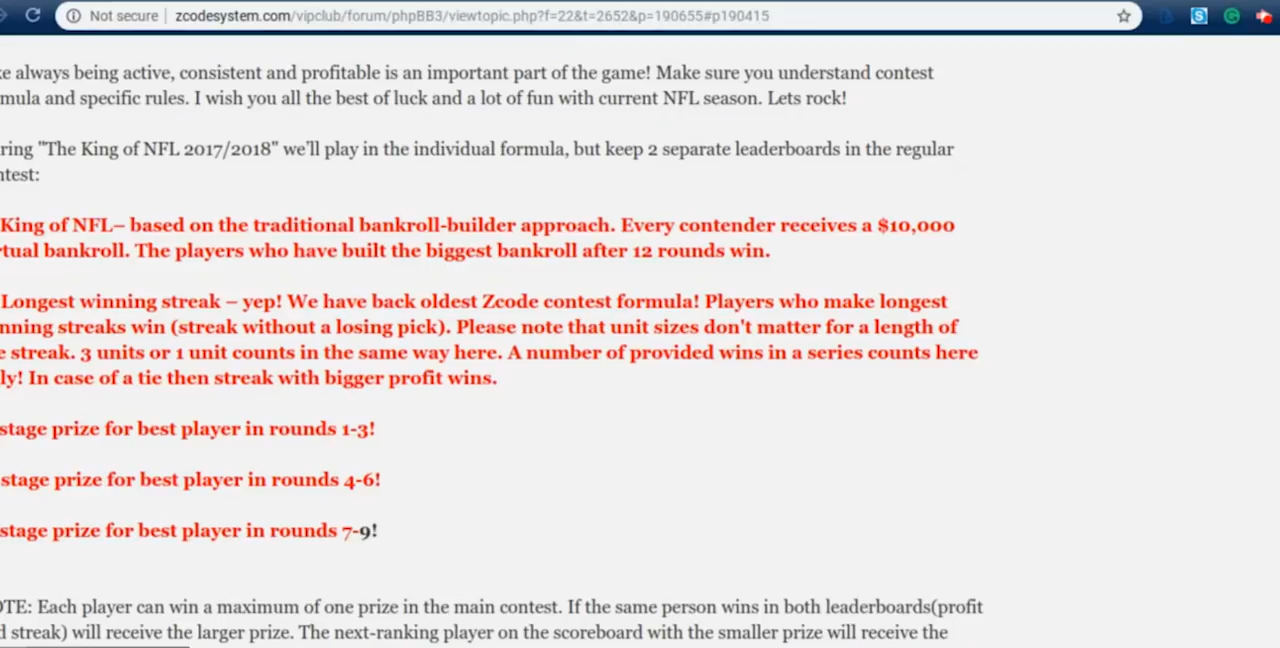 Not secure | zcodesystem.com/vipclub/forum/phpBB3/viewtopic.php?f=22&t=2652&p=190655#p190415
always being active, consistent and profitable is an important part of the game! Make sure you understand contest
and specific rules. I wish you all the best of luck and a lot of fun with current NFL season. Lets rock!
"The King of NFL 2017/2018" we'll play in the individual formula, but keep 2 separate leaderboards in the regular
King of NFL– based on the traditional bankroll-builder approach. Every contender receives a $10,000
bankroll. The players who have built the biggest bankroll after 12 rounds win.
Longest winning streak – yep! We have back oldest Zcode contest formula! Players who make longest
streaks win (streak without a losing pick). Please note that unit sizes don't matter for a length of
streak. 3 units or 1 unit counts in the same way here. A number of provided wins in a series counts here
In case of a tie then streak with bigger profit wins.
stage prize for best player in rounds 1-3!
stage prize for best player in rounds 4-6!
stage prize for best player in rounds 7-9!
Each player can win a maximum of one prize in the main contest. If the same person wins in both leaderboards(profit
streak) will receive the larger prize. The next-ranking player on the scoreboard with the smaller prize will receive the